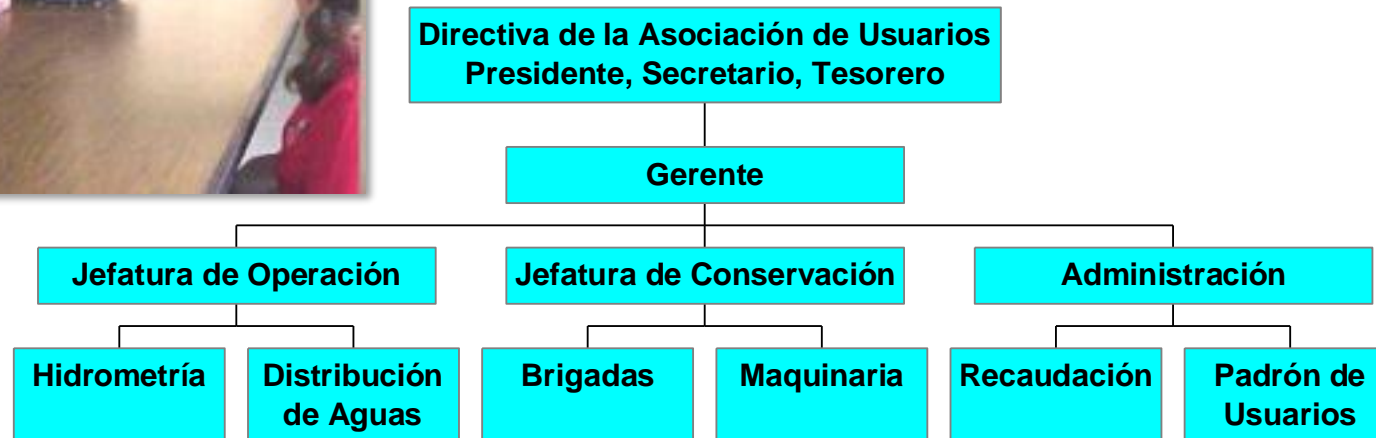 Directiva de la Asociación de Usuarios
Presidente, Secretario, Tesorero
Gerente
Jefatura de Operación
Jefatura de Conservación
Administración
Hidrometría
Distribución
de Aguas
Brigadas
Maquinaria
Recaudación
Padrón de
Usuarios